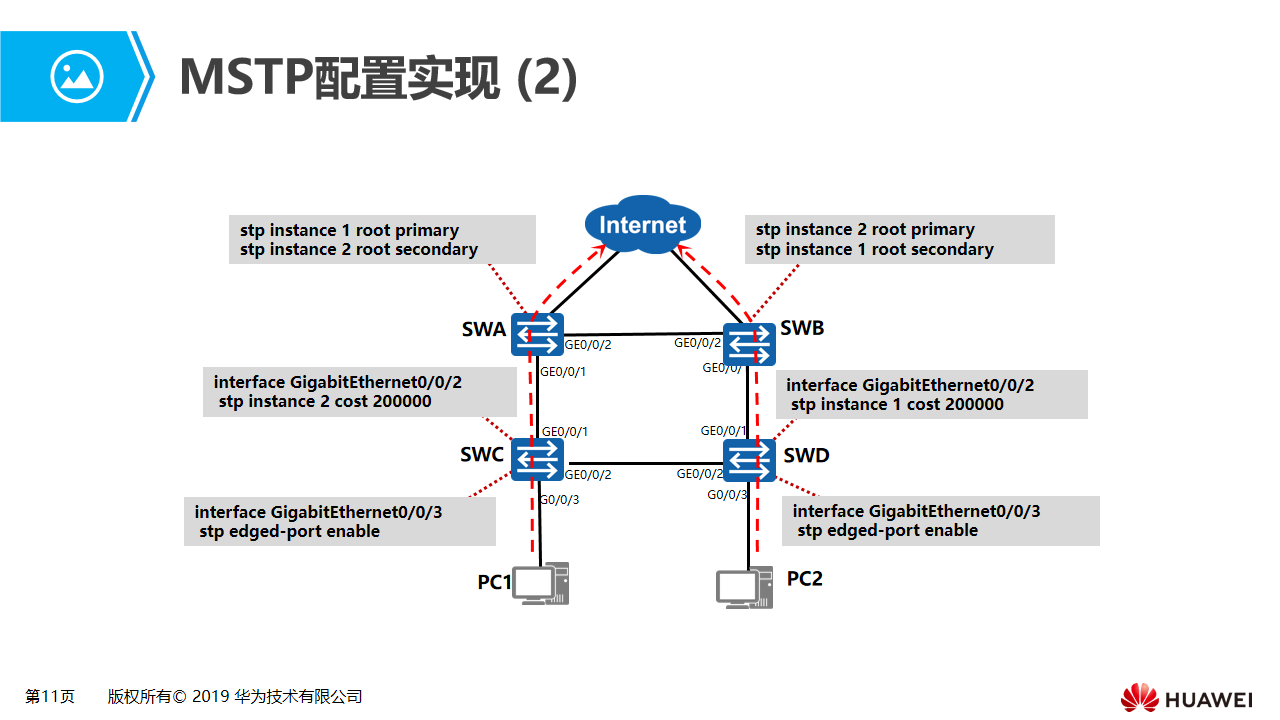 MSTP配置实现 (2)
Internet
stp instance 1 root primary
stp instance 2 root secondary
stp instance 2 root primary
stp instance 1 root secondary
SWA
SWB
GE0/0/2
GE0/0/2
GE0/0/1
GE0/0/
interface GigabitEthernet0/0/2
stp instance 2 cost 200000
interface GigabitEthernet0/0/2
stp instance 1 cost 200000
GE0/0/1
GE0/0/1
SWC
SWD
GE0/0/2
GE0/0/2
G0/0/3
G0/0/3
interface GigabitEthernet0/0/3
stp edged-port enable
interface GigabitEthernet0/0/3
stp edged-port enable
PC1
PC2
第11页 版权所有© 2019 华为技术有限公司
HUAWEI